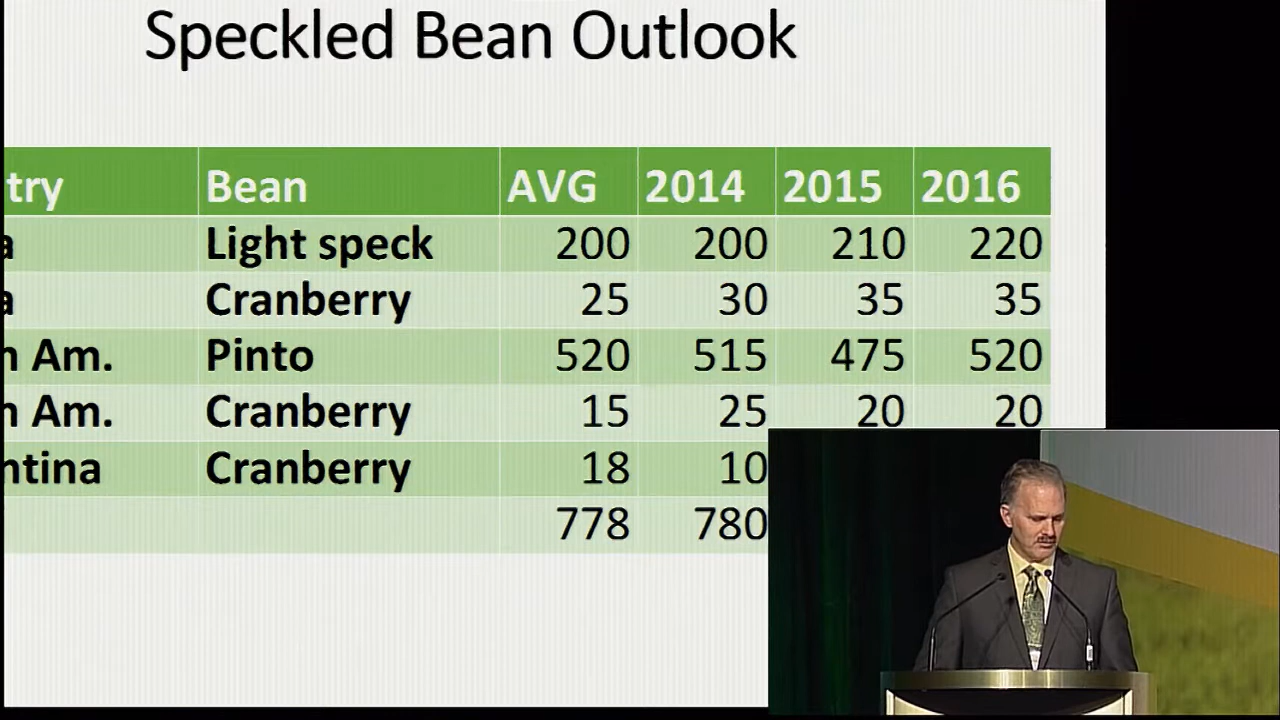 Speckled Bean Outlook
try Bean AVG 2014 2015 2016
a Light speck 200 200 210 220
a Cranberry 25 30 35 35
n Am. Pinto 520 515 475 520
n Am. Cranberry 15 25 20 20
ntina Cranberry 18 10
778 780